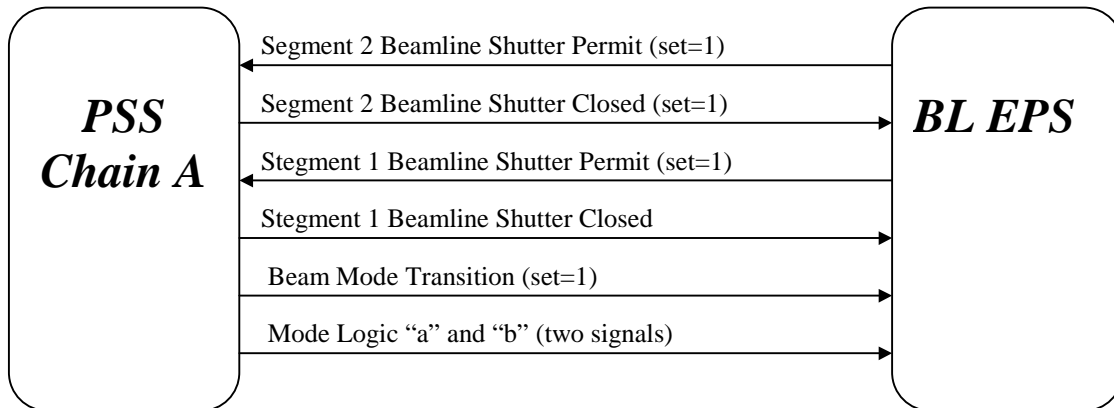 PSS
Chain A
Segment 2 Beamline Shutter Permit (set=1)
Segment 2 Beamline Shutter Closed (set=1)
Stegment 1 Beamline Shutter Permit (set=1)
Stegment 1 Beamline Shutter Closed
Beam Mode Transition (set=1)
Mode Logic “a” and “b” (two signals)
BL EPS